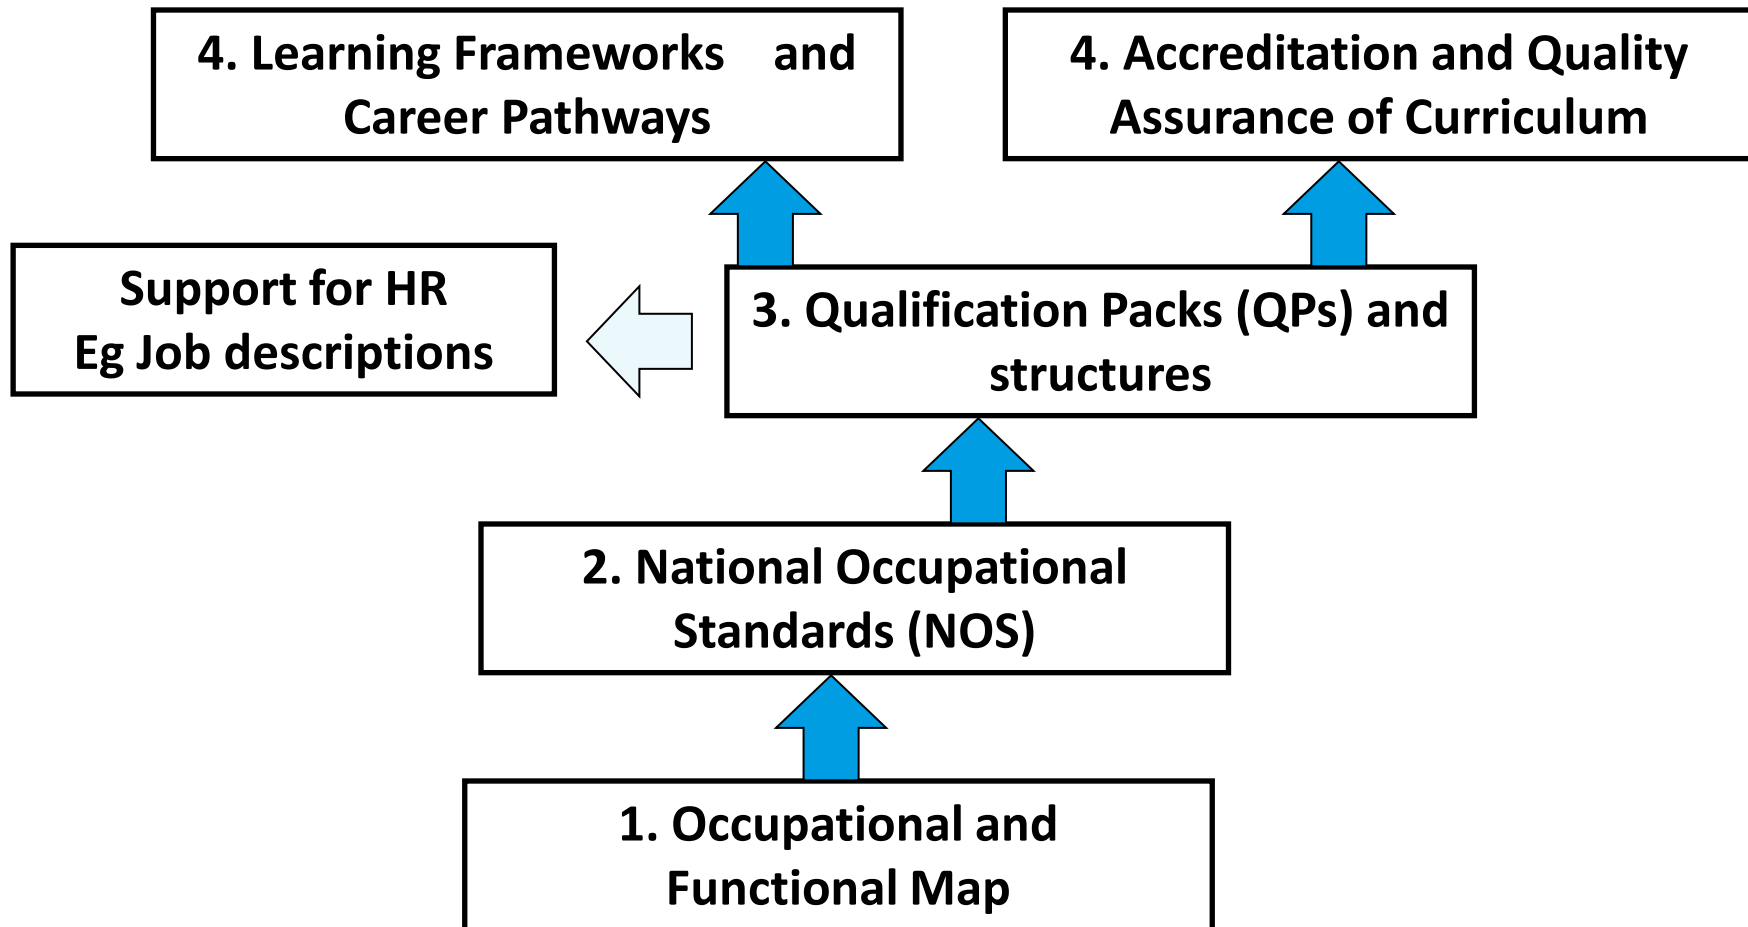 4. Learning Frameworks and
Career Pathways
4. Accreditation and Quality
Assurance of Curriculum
Support for HR
Eg Job descriptions
3. Qualification Packs (QPs) and
structures
2. National Occupational
Standards (NOS)
1. Occupational and
Functional Map